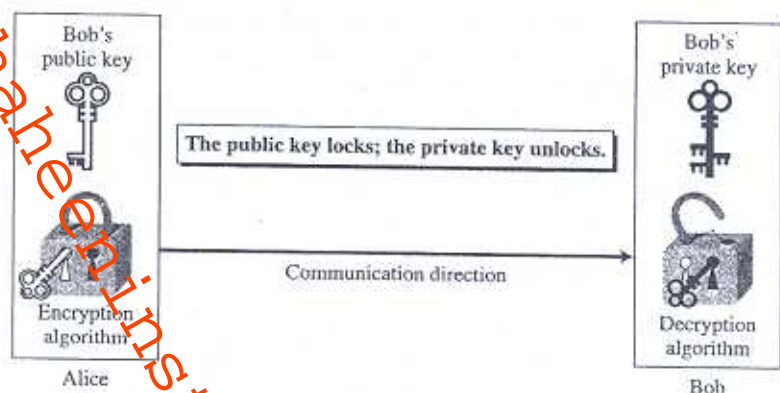 Bob's
public key
Bob's
private key
The public key locks; the private key unlocks.
Communication direction
Encryption
algorithm
Decryption
algorithm
Alice
Bob